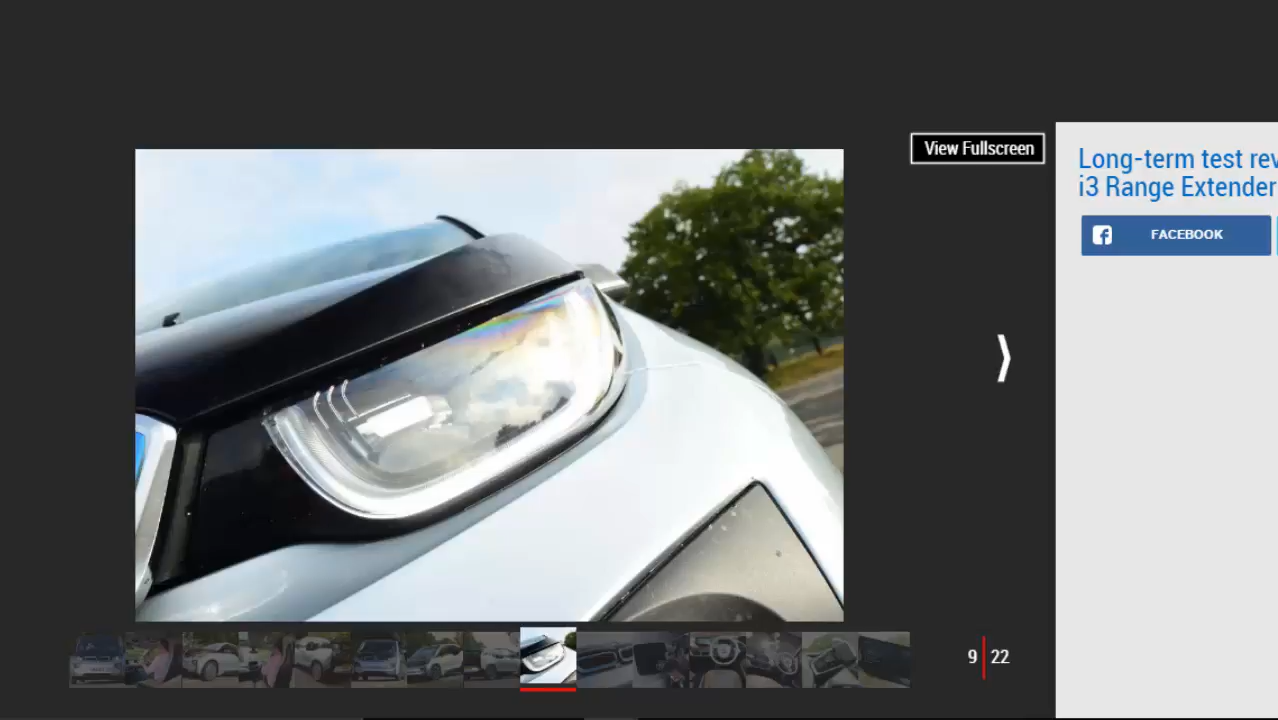 View Fullscreen
Long-term test rev
i3 Range Extender
FACEBOOK
9 22